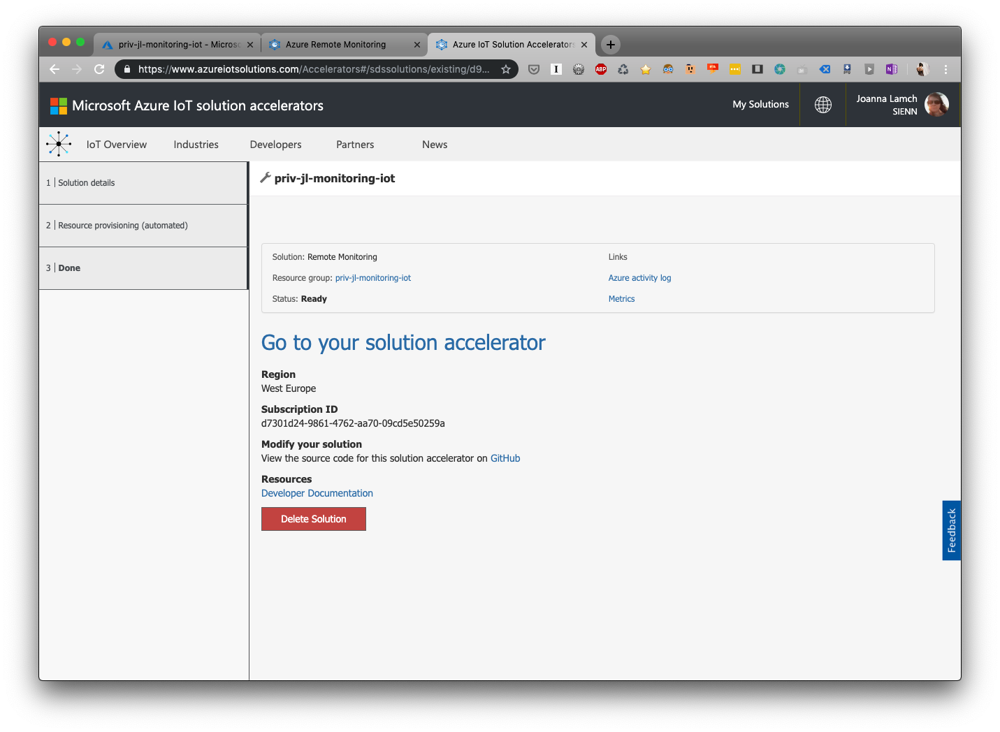 priv-jl-monitoring-iot - Micros
Azure Remote Monitoring
Azure IoT Solution Accelerators
https://www.azureiotsolutions.com/Accelerators#/sdssolutions/existing/d9...
Microsoft Azure IoT solution accelerators
My Solutions
Joanna Lamch
SIENN
IoT Overview
Industries
Developers
Partners
News
1 | Solution details
2 | Resource provisioning (automated)
3 | Done
priv-jl-monitoring-iot
Solution: Remote Monitoring
Links
Resource group: priv-jl-monitoring-iot
Azure activity log
Status: Ready
Metrics
Go to your solution accelerator
Region
West Europe
Subscription ID
d7301d24-9861-4762-aa70-09cd5e50259a
Modify your solution
View the source code for this solution accelerator on GitHub
Resources
Developer Documentation
Delete Solution
Feedback